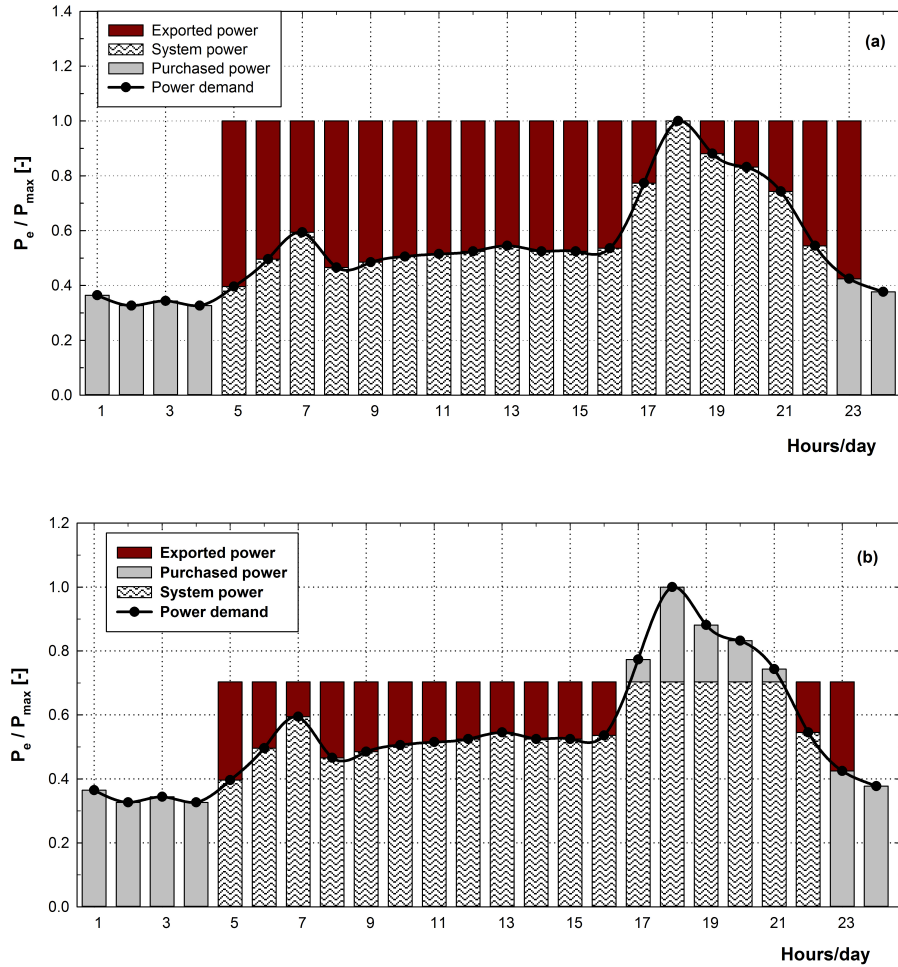 1.4
(a)
Exported power
System power
Purchased power
Power demand
1.2
1.0
0.8
0.6
0.4
0.2
0.0
Pe / Pmax [-]
1 3 5 7 9 11 13 15 17 19 21 23
Hours/day
1.2
(b)
Exported power
Purchased power
System power
Power demand
1.0
0.8
0.6
0.4
0.2
0.0
Pe / Pmax [-]
1 3 5 7 9 11 13 15 17 19 21 23
Hours/day